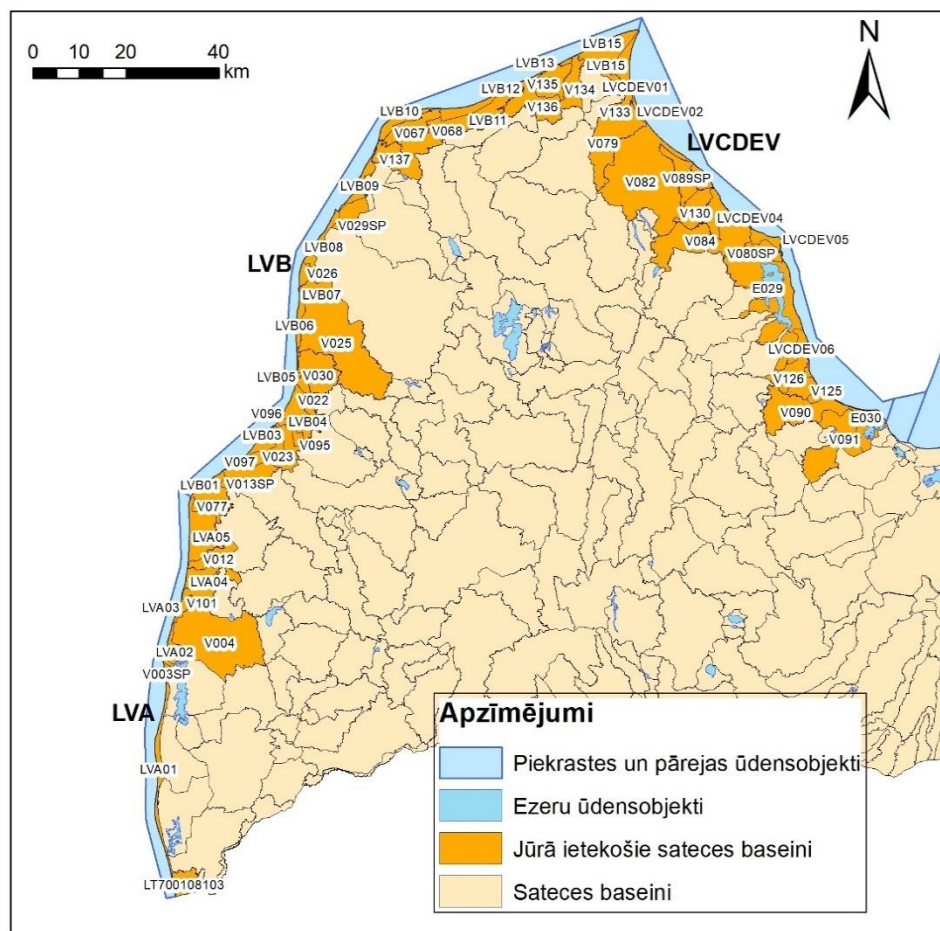 0 10 20 40
km
N
LVB15
LVB13
LVB15
V135
LVB12
V134
LVCDEV01
V136
LVB10
LVB11
V133
LVCDEV02
V067
V068
V079
LVCDEV
V137
V082
V089SP
LVB09
V130
LVCDEV04
V029SP
V084
LVCDEV05
V080SP
LVB08
LVB
V026
E029
LVB07
LVB06
V025
LVCDEV06
LVB05
V030
V126
V125
V022
V090
E030
V096
LVB04
LVB03
V095
V091
V023
V097
V013SP
LVB01
V077
LVA05
V012
LVA04
LVA03
V101
V004
LVA02
V003SP
LVA
LVA01
LT700108103
Apzīmējumi
Piekrastes un pārejas ūdensobjekti
Ezeru ūdensobjekti
Jūrā ietekošie sateces baseini
Sateces baseini